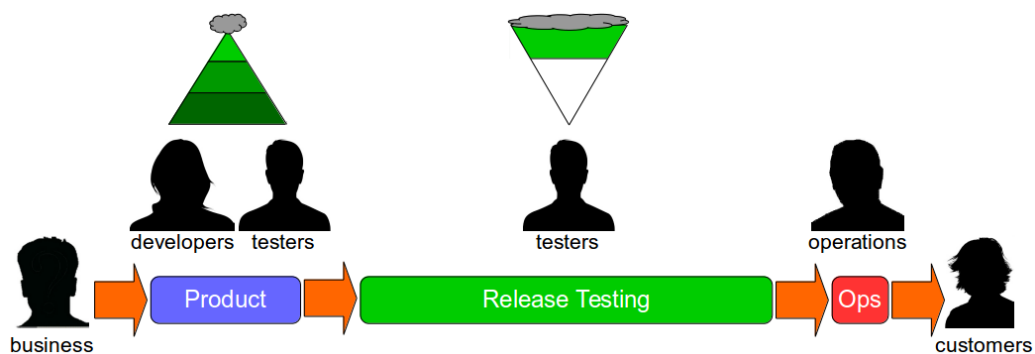 developers
testers
testers
operations
Product
Release Testing
Ops
business
customers